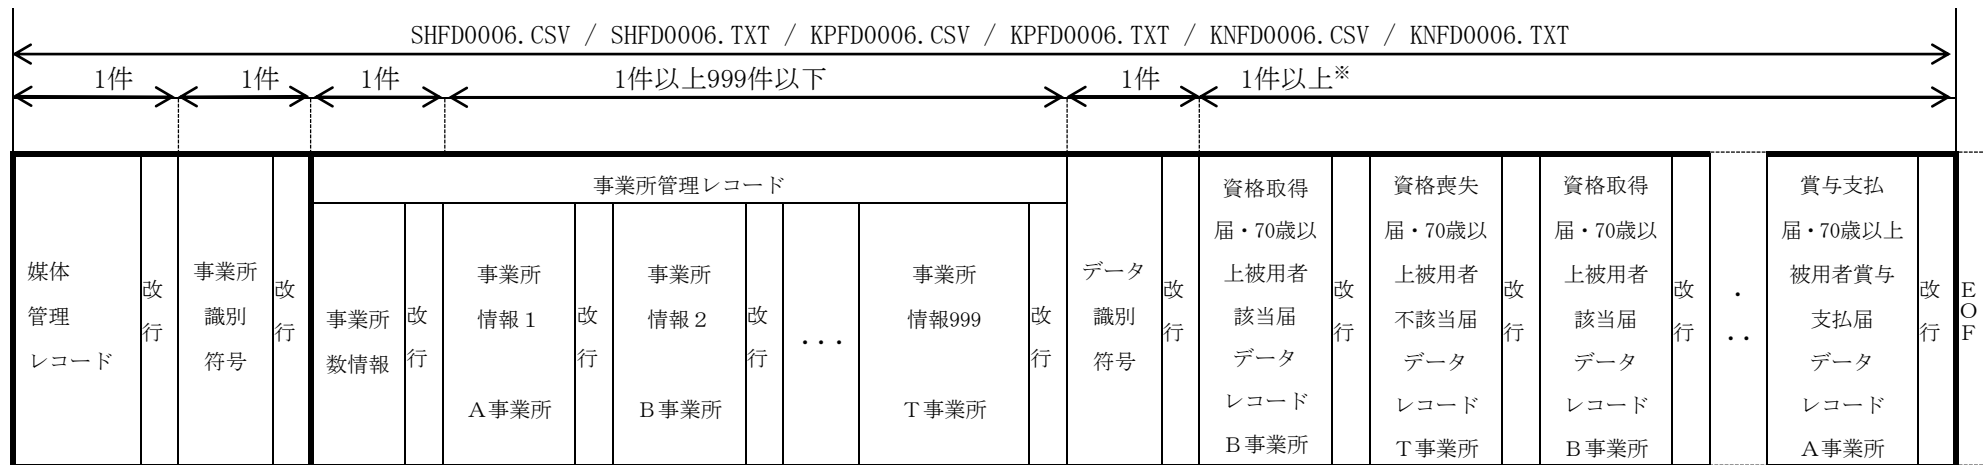 SHFD0006.CSV / SHFD0006.TXT / KPFD0006.CSV / KPFD0006.TXT / KNFD0006.CSV / KNFD0006.TXT
1件
1件
1件
1件以上999件以下
1件
1件以上※
媒体
管理
レコード
改
行
事業所
識別
符号
改
行
事業所管理レコード
事業所
数情報
改
行
事業所
情報1
A事業所
改
行
事業所
情報2
B事業所
改
行
...
事業所
情報999
T事業所
改
行
データ
識別
符号
改
行
資格取得
届・70歳以
上被用者
該当届
データ
レコード
B事業所
改
行
資格喪失
届・70歳以
上被用者
不該当届
データ
レコード
T事業所
改
行
資格取得
届・70歳以
上被用者
該当届
データ
レコード
B事業所
改
行
.
..
賞与支払
届・70歳以上
被用者賞与
支払届
データ
レコード
A事業所
改
行
E
O
F